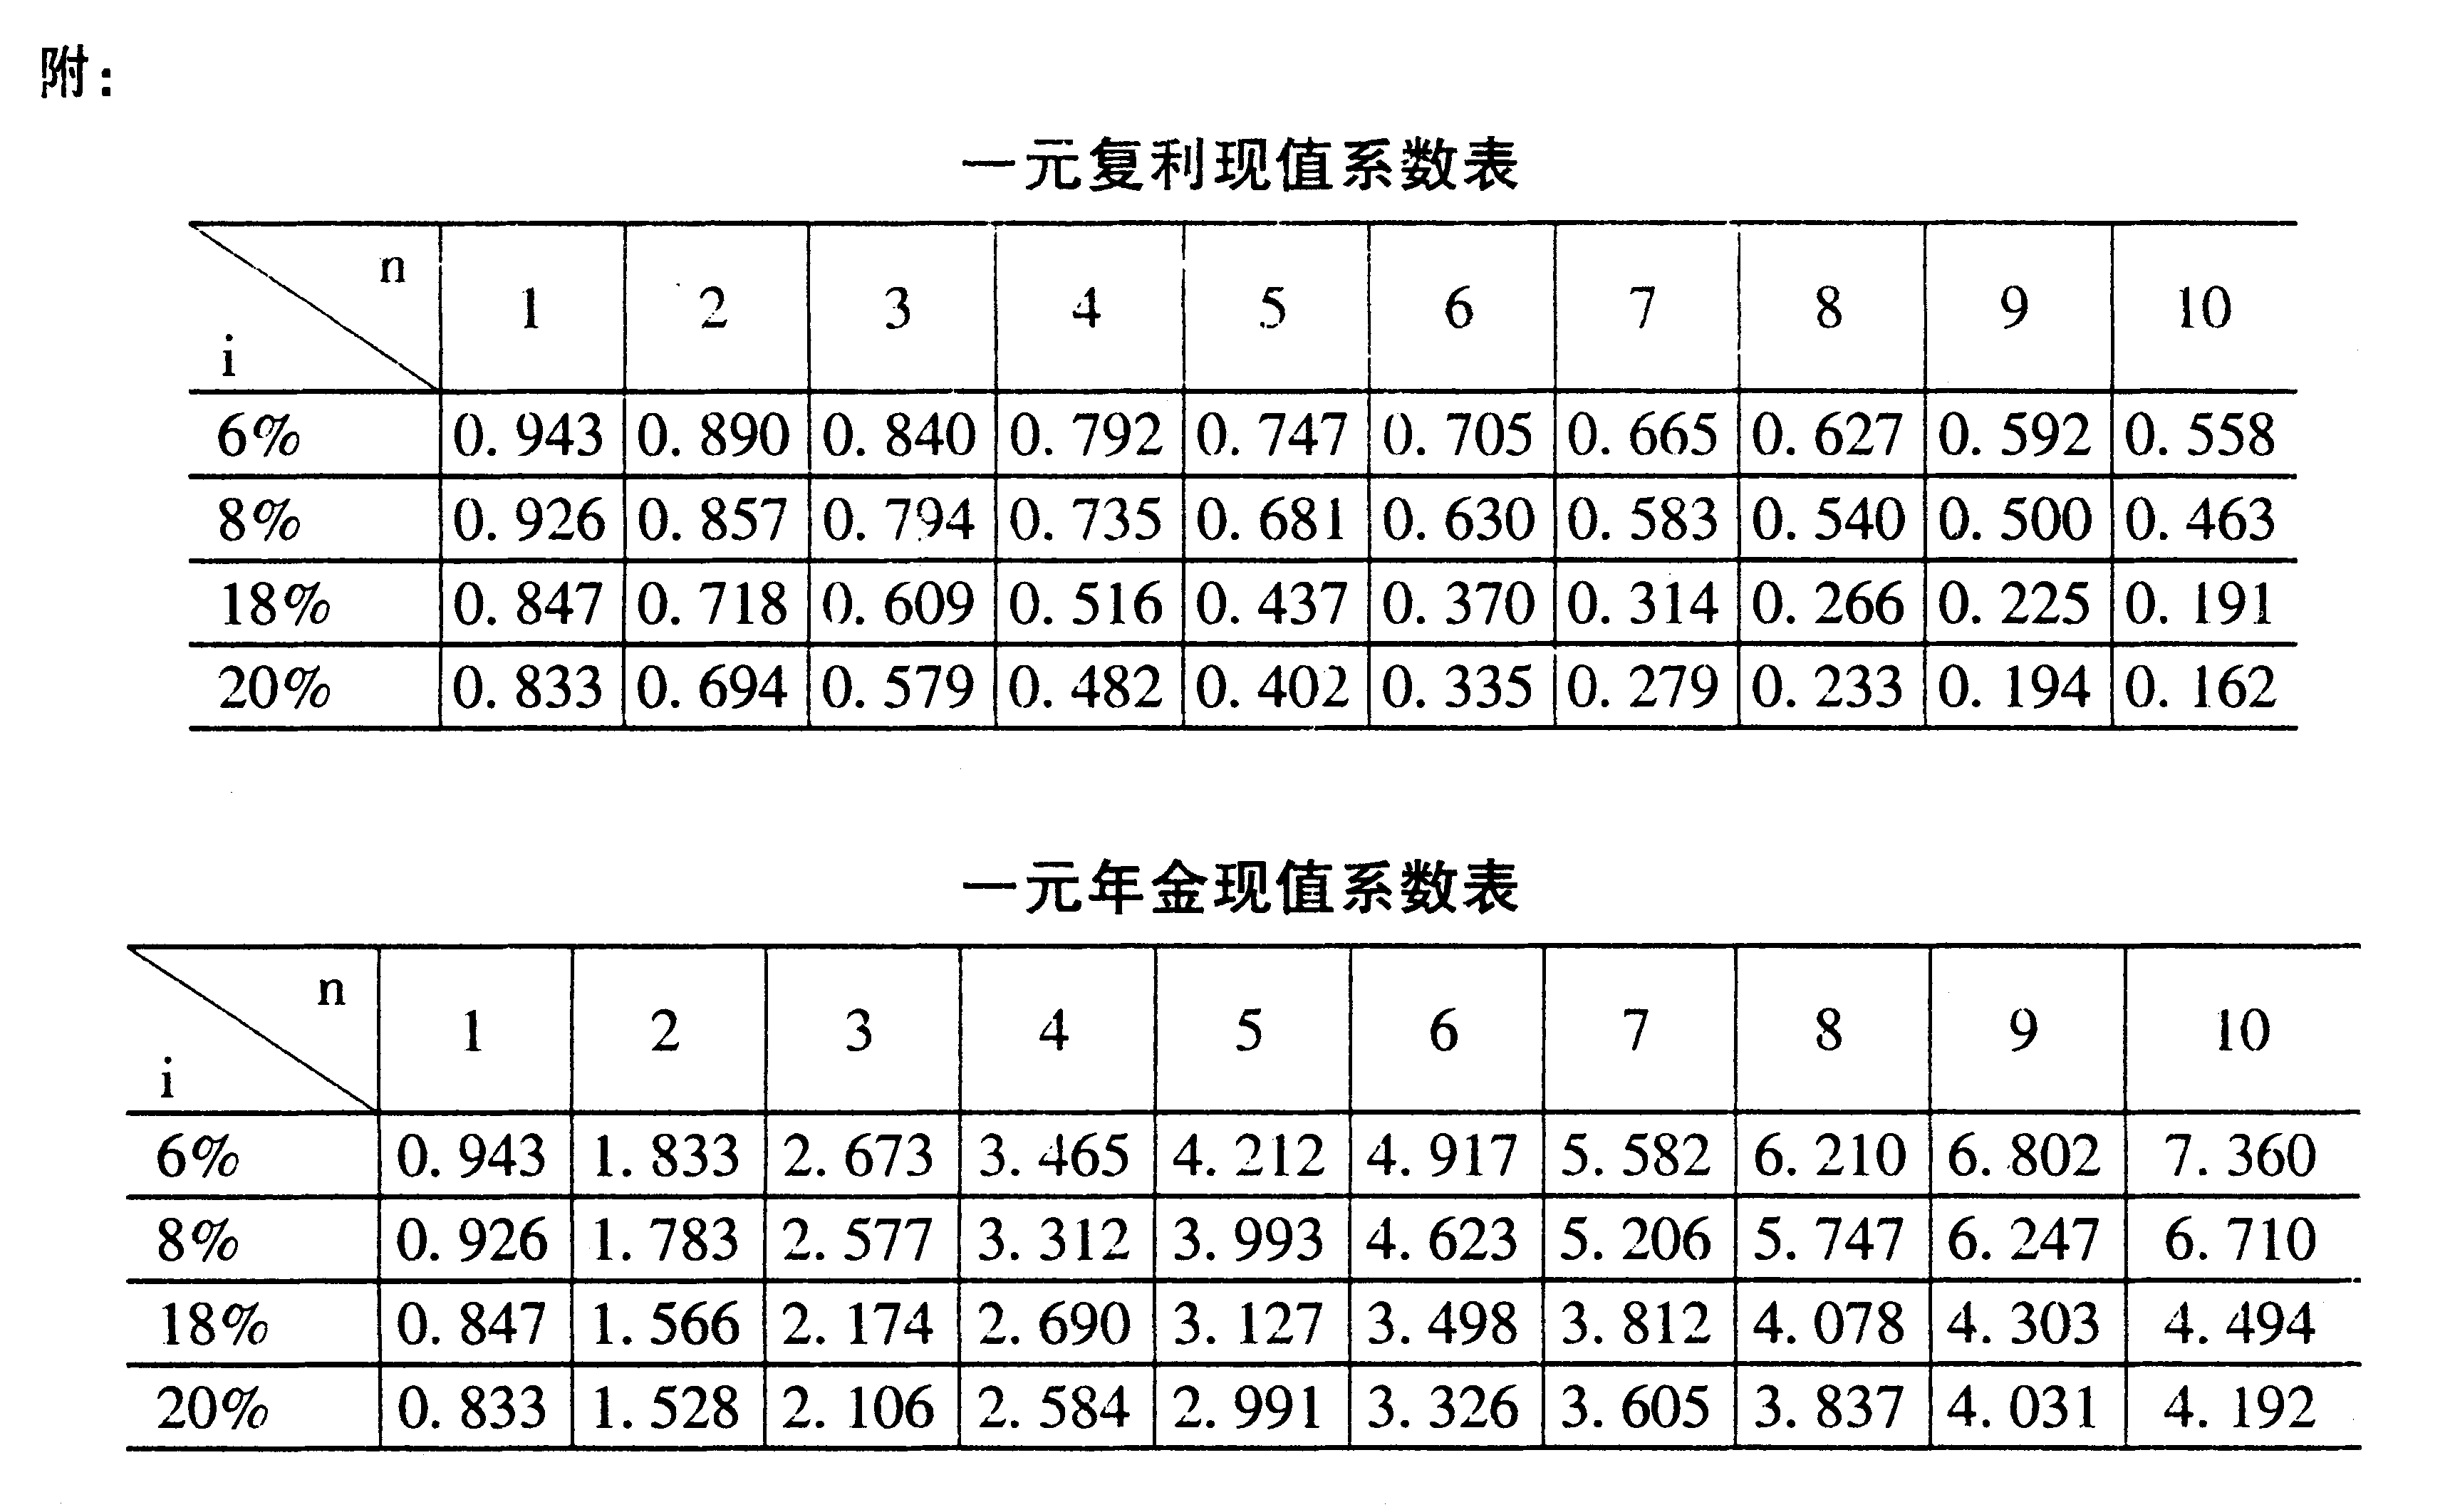 附：
一元复利现值系数表
n
i
1 2 3 4 5 6 7 8 9 10
6% 0.943 0.890 0.840 0.792 0.747 0.705 0.665 0.627 0.592 0.558
8% 0.926 0.857 0.794 0.735 0.681 0.630 0.583 0.540 0.500 0.463
18% 0.847 0.718 0.609 0.516 0.437 0.370 0.314 0.266 0.225 0.191
20% 0.833 0.694 0.579 0.482 0.402 0.335 0.279 0.233 0.194 0.162
一元年金现值系数表
n
i
1 2 3 4 5 6 7 8 9 10
6% 0.943 1.833 2.673 3.465 4.212 4.917 5.582 6.210 6.802 7.360
8% 0.926 1.783 2.577 3.312 3.993 4.623 5.206 5.747 6.247 6.710
18% 0.847 1.566 2.174 2.690 3.127 3.498 3.812 4.078 4.303 4.494
20% 0.833 1.528 2.106 2.584 2.991 3.326 3.605 3.837 4.031 4.192